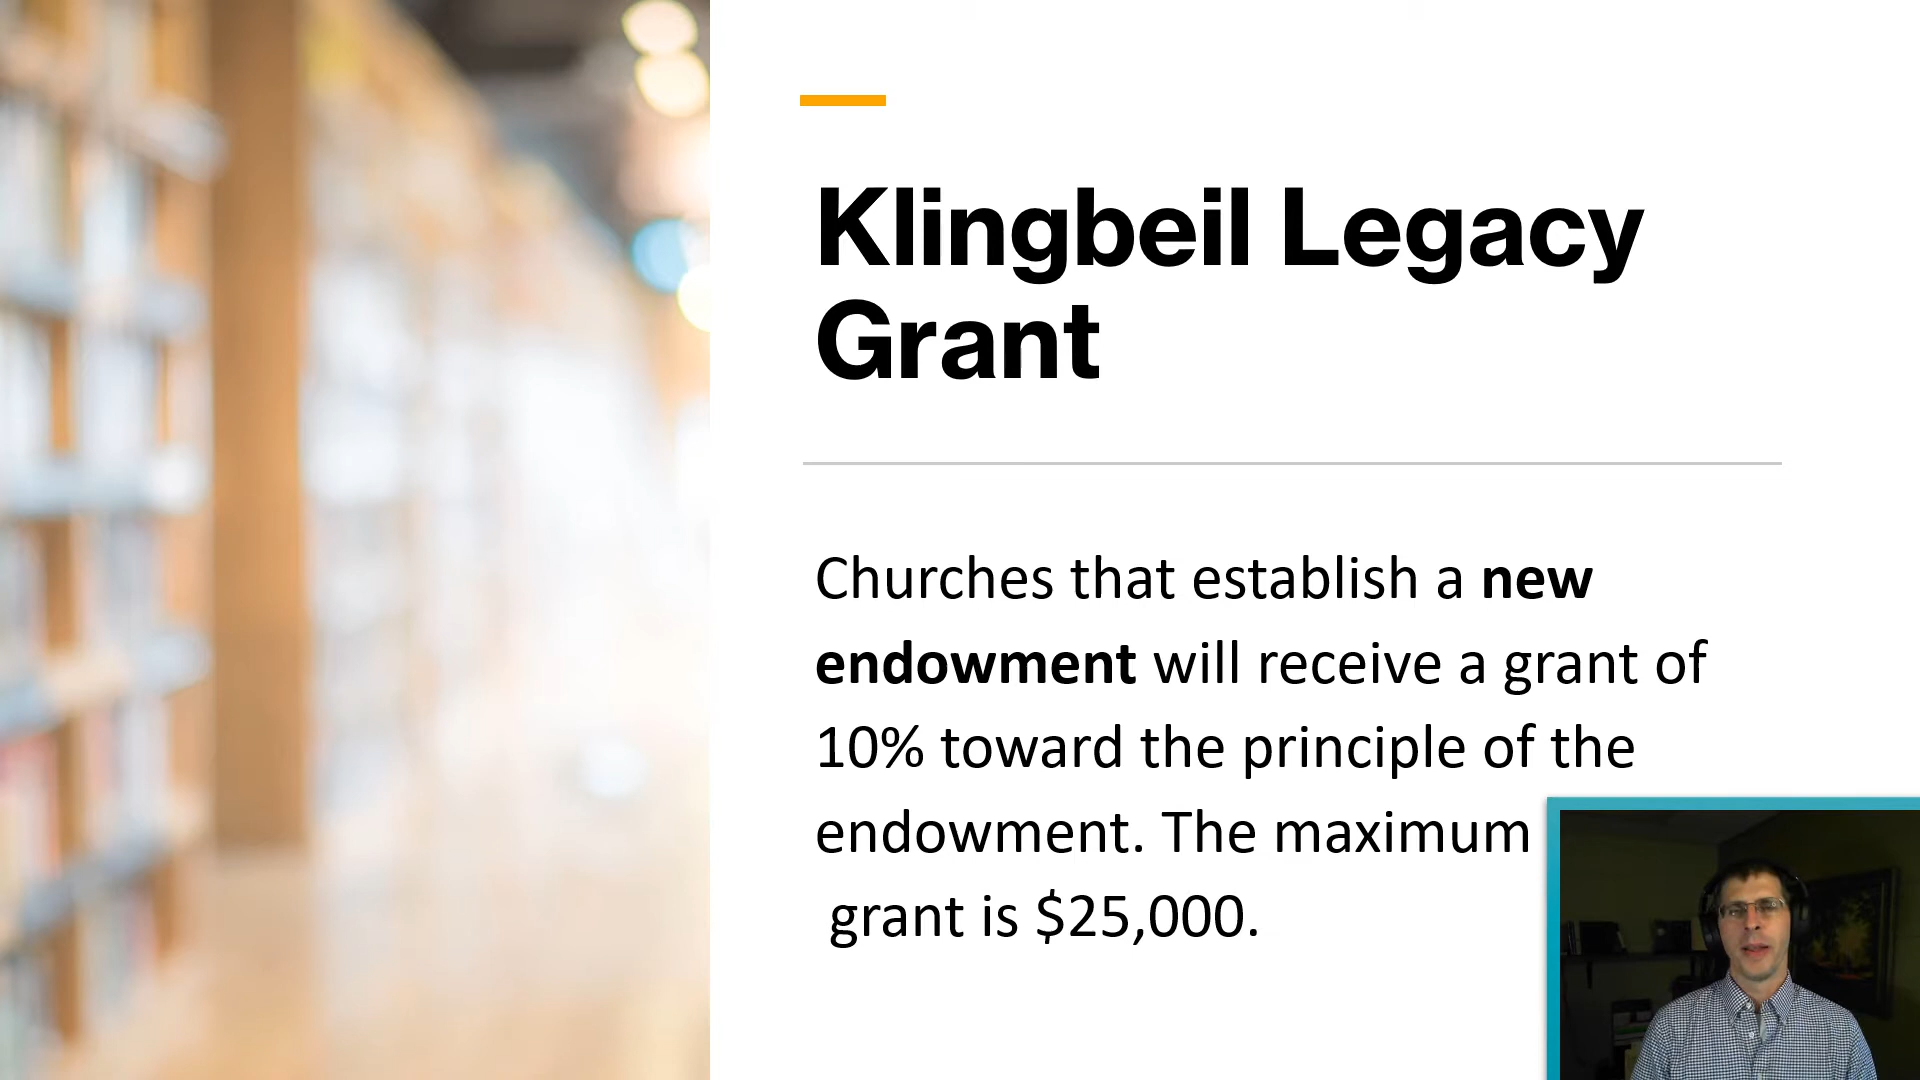 Klingbeil Legacy
Grant
Churches that establish a new
endowment will receive a grant of
10% toward the principle of the
endowment. The maximum
grant is $25,000.